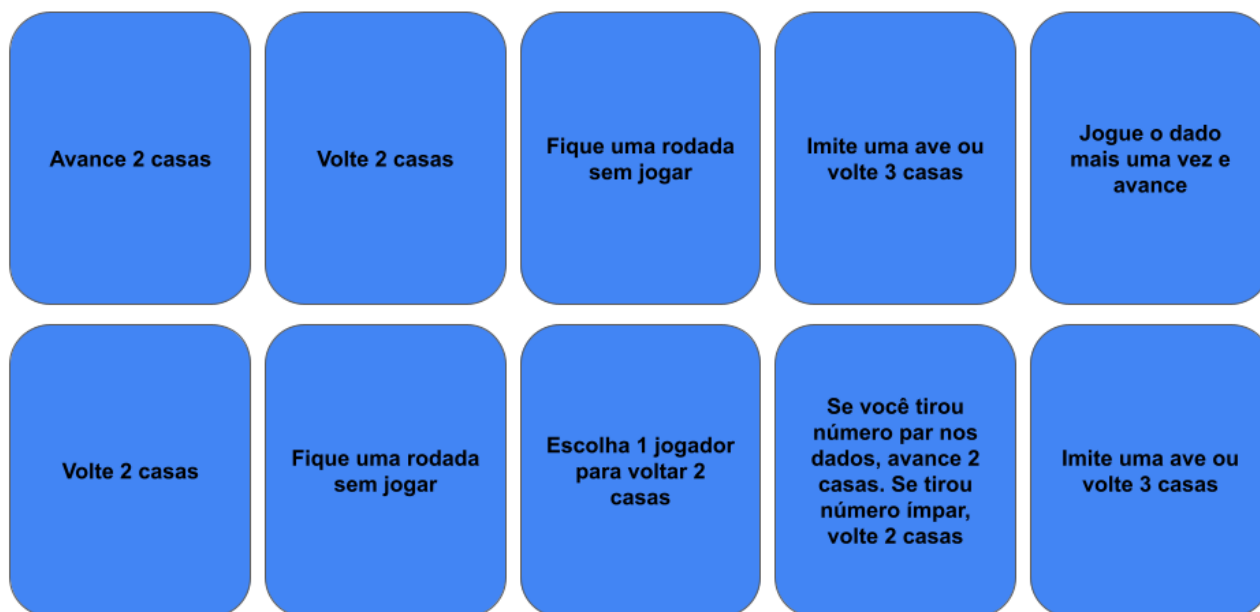 Avance 2 casas
Volte 2 casas
Fique uma rodada
sem jogar
Imite uma ave ou
volte 3 casas
Jogue o dado
mais uma vez e
avance
Volte 2 casas
Fique uma rodada
sem jogar
Escolha 1 jogador
para voltar 2
casas
Se você tirou
número par nos
dados, avance 2
casas. Se tirou
número ímpar,
volte 2 casas
Imite uma ave ou
volte 3 casas